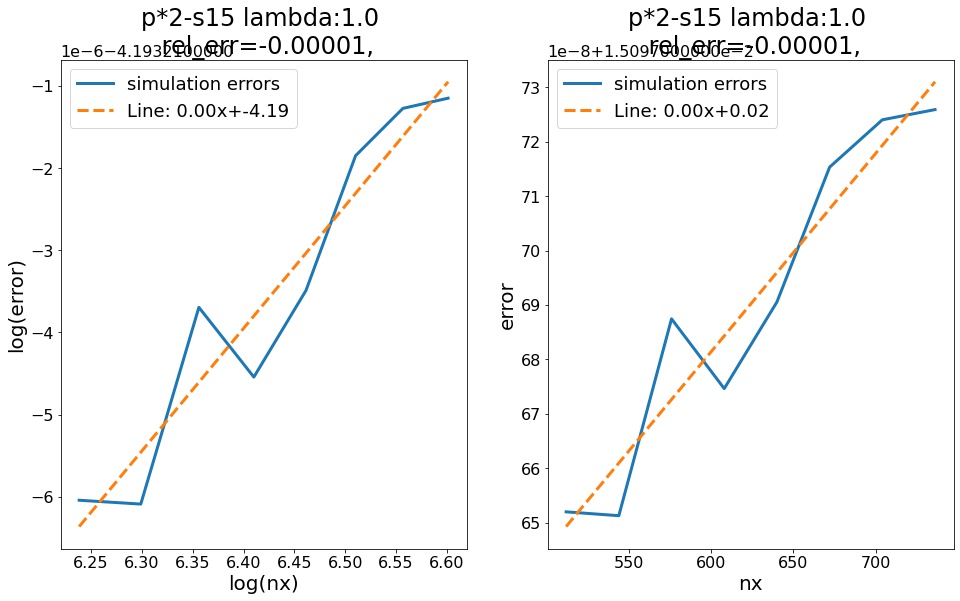 p*2-s15 lambda:1.0
rel_err=-0.00001,
1e−6−4.1932100000
simulation errors
Line: 0.00x+-4.19
−1
−2
−3
−4
−5
−6
log(error)
6.25
6.30
6.35
6.40
6.45
6.50
6.55
6.60
log(nx)
p*2-s15 lambda:1.0
rel_err=-0.00001,
1e−8+1.5097000000e−2
simulation errors
Line: 0.00x+0.02
73
72
71
70
69
68
67
66
65
error
550
600
650
700
nx